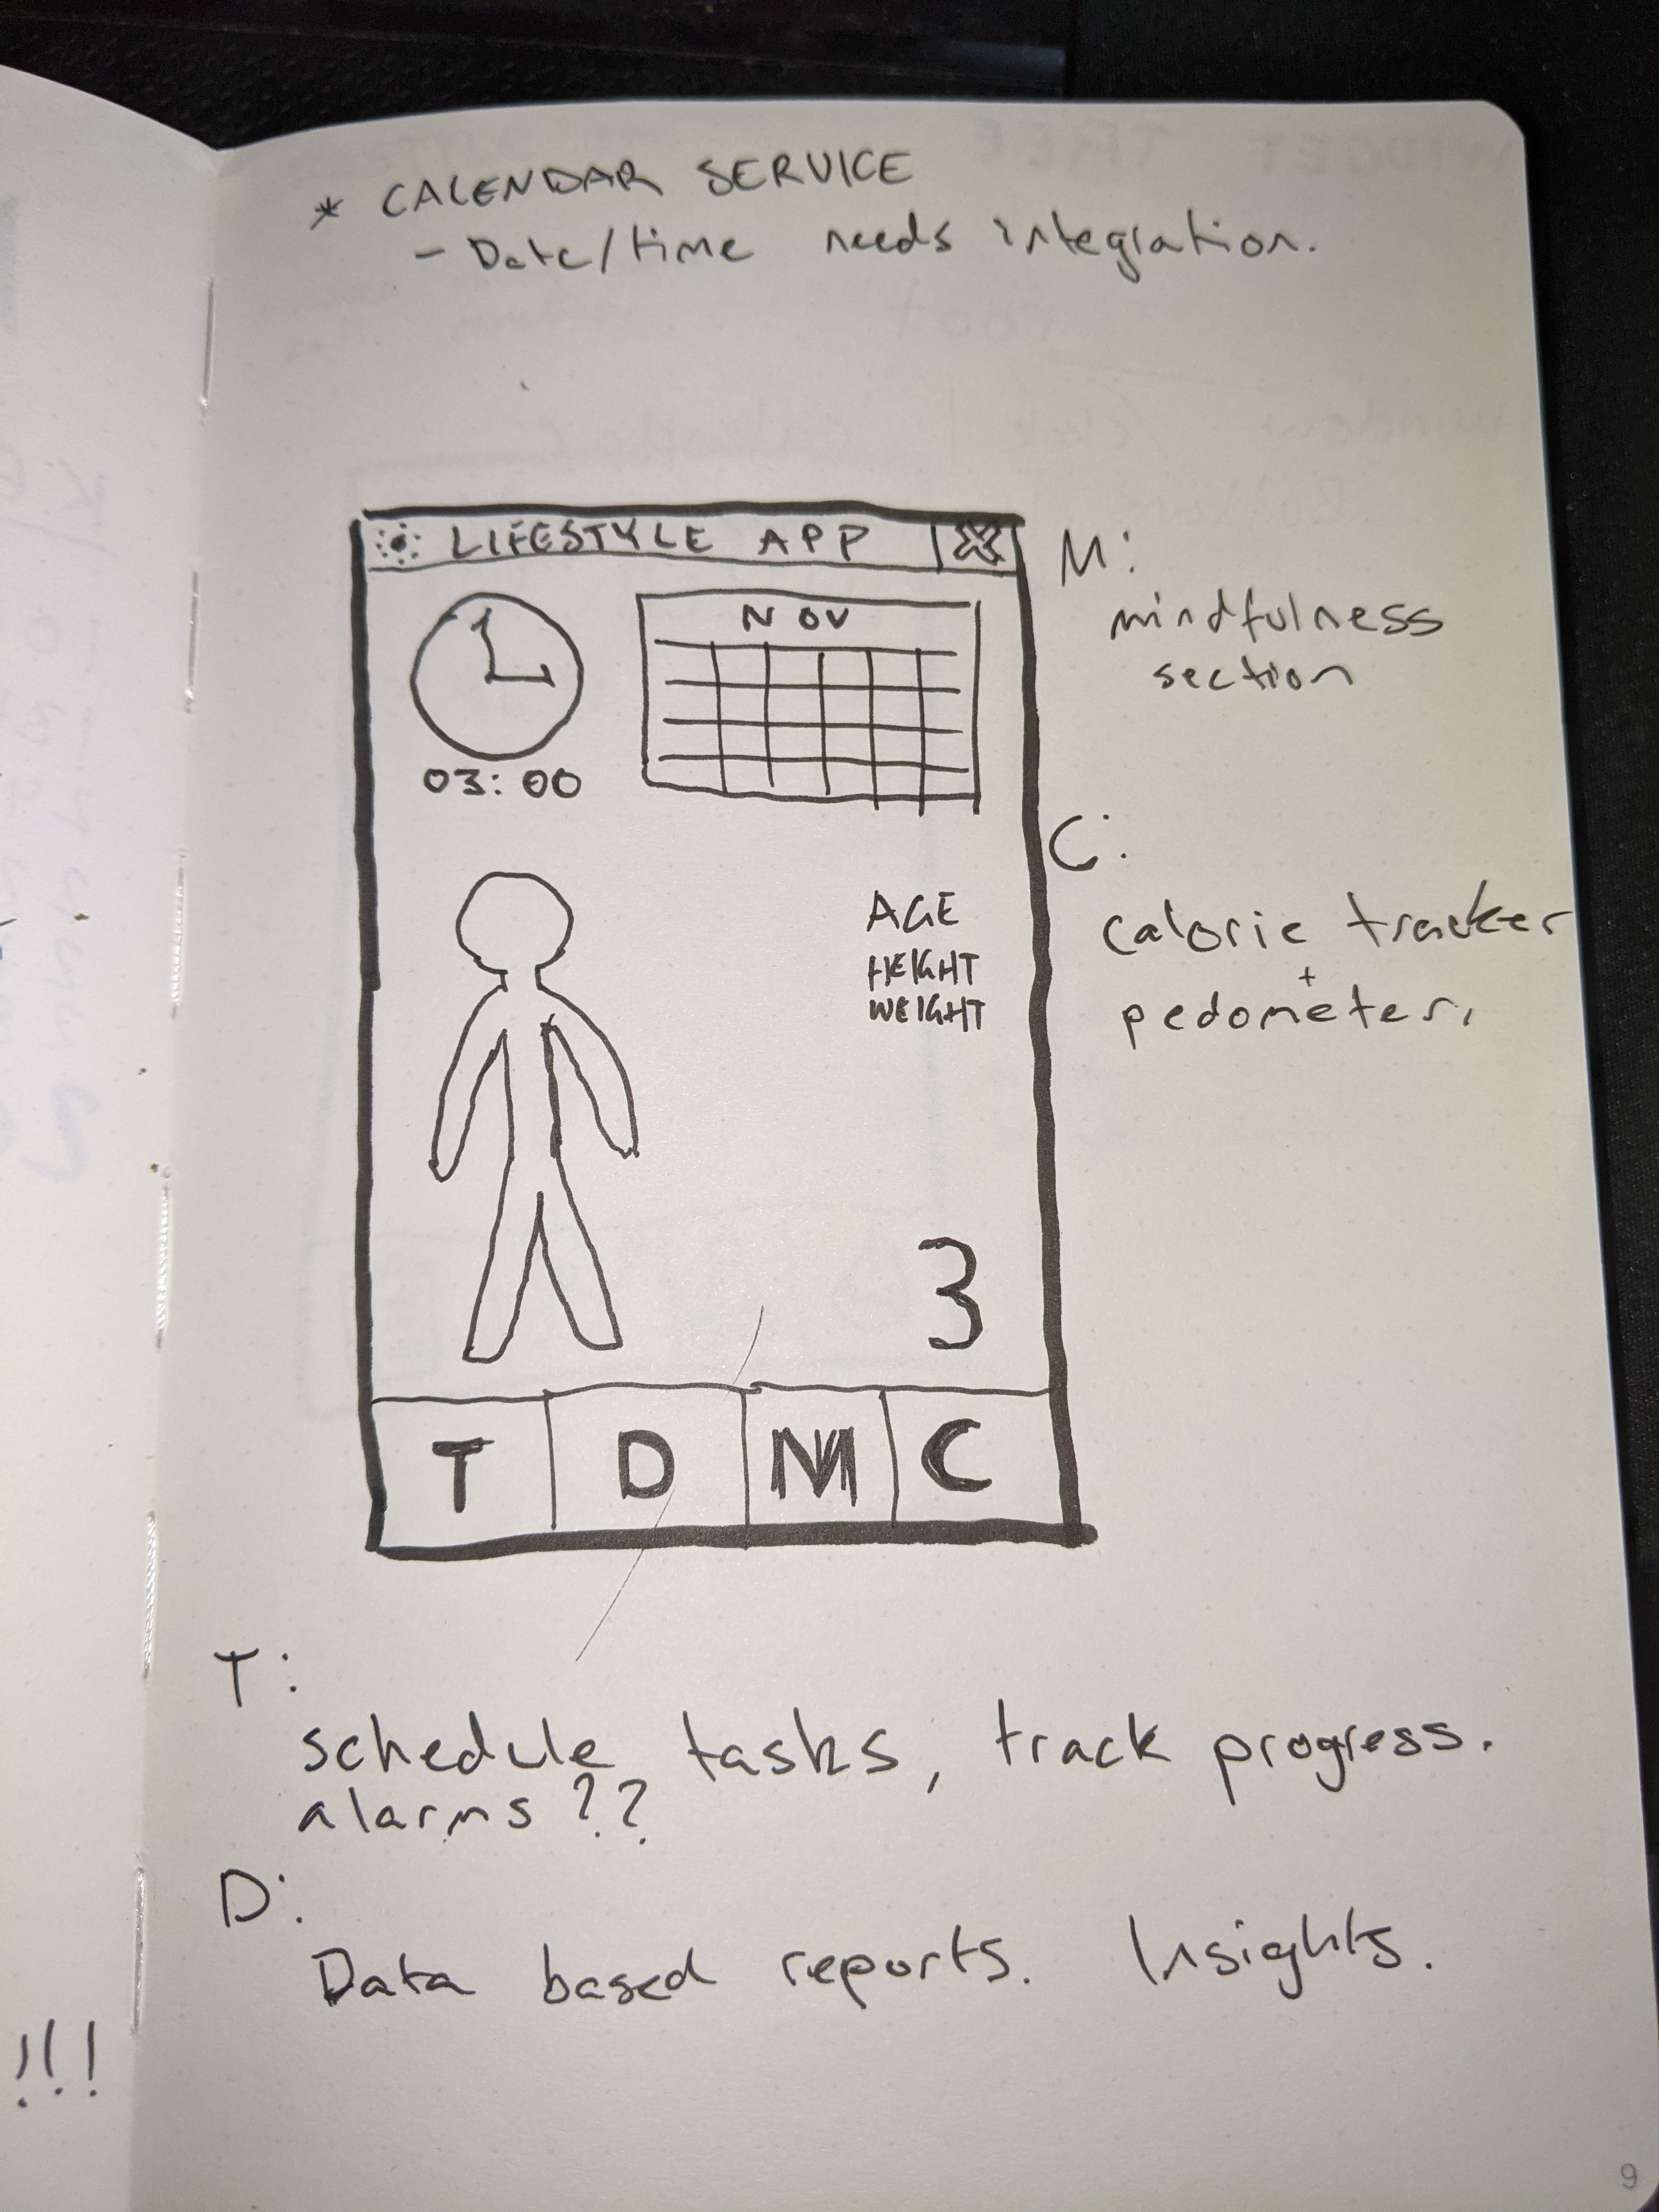 * CALENDAR SERVICE
- Date/time needs integration.
LIFESTYLE APP X
NOV
03:00
AGE
HEIGHT
WEIGHT
3
T D M C
M:
mindfulness
section
C:
calorie tracker
+
pedometer.
T:
schedule tasks, track progress.
alarms??
D:
Data based reports. Insights.
!!!
9